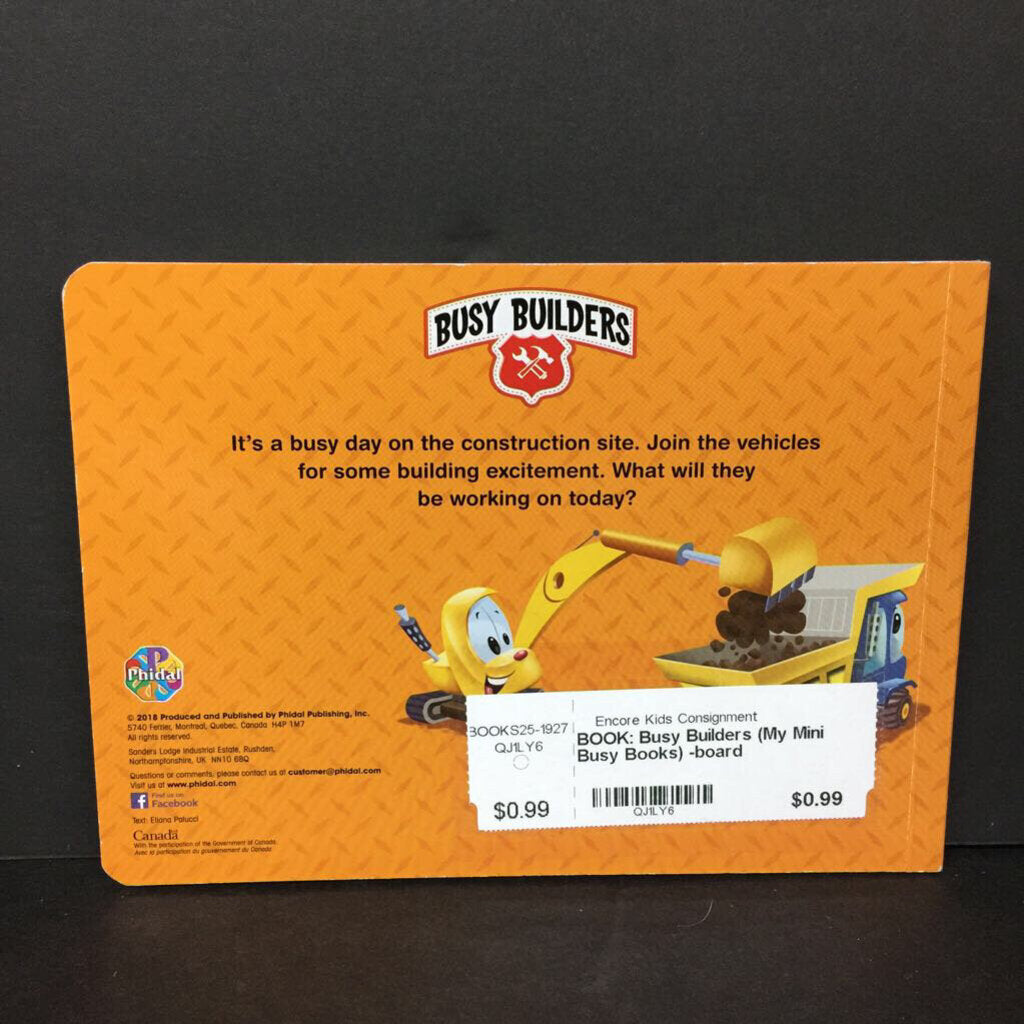 BUSY BUILDERS
It's a busy day on the construction site. Join the vehicles
for some building excitement. What will they
be working on today?
Phidal
© 2018 Produced and Published by Phidal Publishing, Inc.
5740 Ferrier, Montreal, Quebec, Canada H4P 1M7
All rights reserved.
Sanders Lodge Industrial Estate, Rushden,
Northamptonshire, UK NN10 6BQ
Questions or comments, please contact us at customer@phidal.com
Visit us at www.phidal.com
Find us on
Facebook
Text: Eliana Palucci
Canada
With the participation of the Government of Canada.
Avec la participation du gouvernement du Canada.
BOOKS25-1927
QJ1LY6
$0.99
Encore Kids Consignment
BOOK: Busy Builders (My Mini
Busy Books) -board
QJ1LY6
$0.99